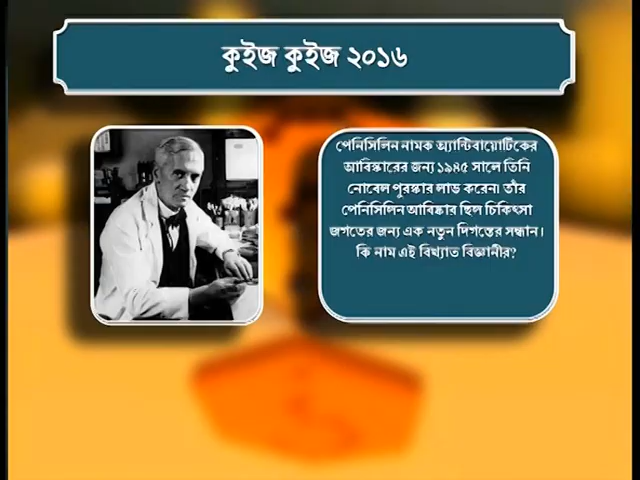 কুইজ কুইজ ২০১৬
পেনিসিলিন নামক অ্যান্টিবায়োটিকের
আবিস্কারের জন্য ১৯৪৫ সালে তিনি
নোবেল পুরস্কার লাভ করেন। তাঁর
পেনিসিলিন আবিষ্কার ছিল চিকিৎসা
জগতের জন্য এক নতুন দিগন্তের সন্ধান।
কি নাম এই বিখ্যাত বিজ্ঞানীর?